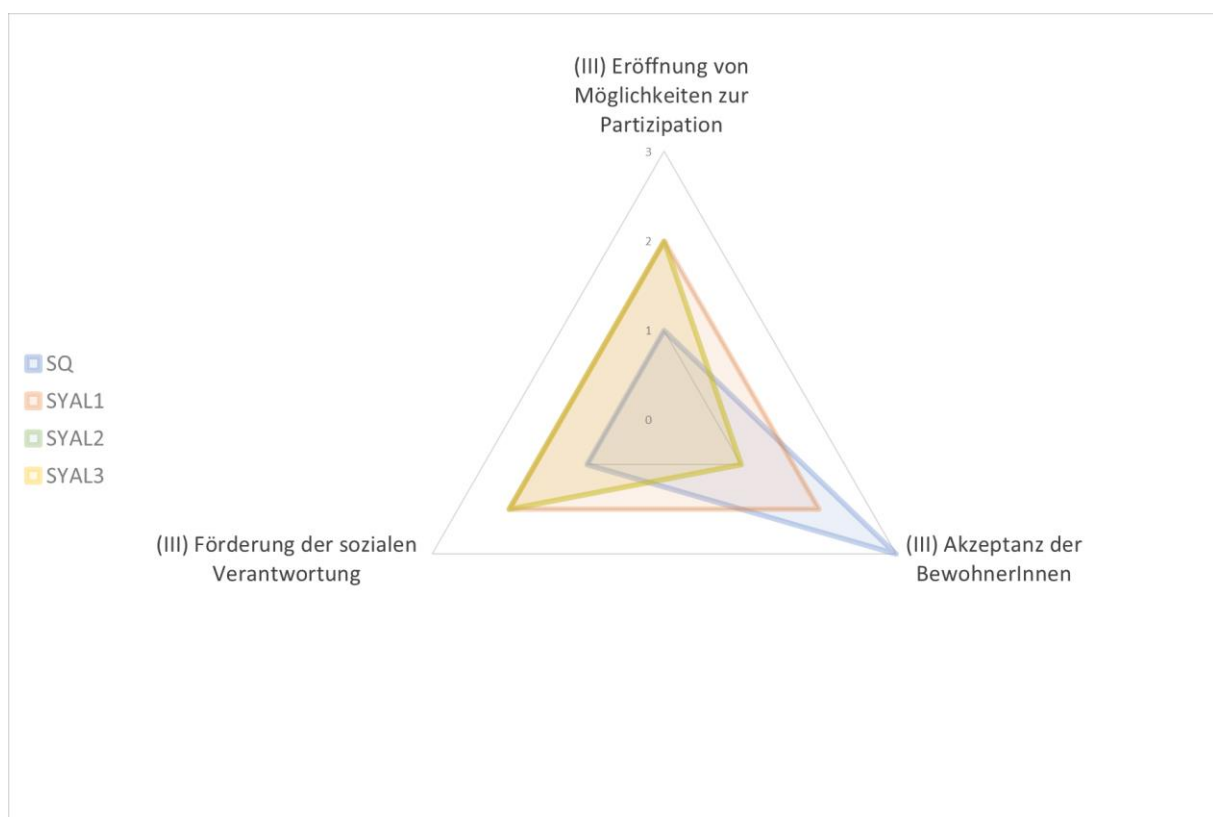 (III) Eröffnung von
Möglichkeiten zur
Partizipation
3
2
1
0
SQ
SYAL1
SYAL2
SYAL3
(III) Förderung der sozialen
Verantwortung
(III) Akzeptanz der
BewohnerInnen